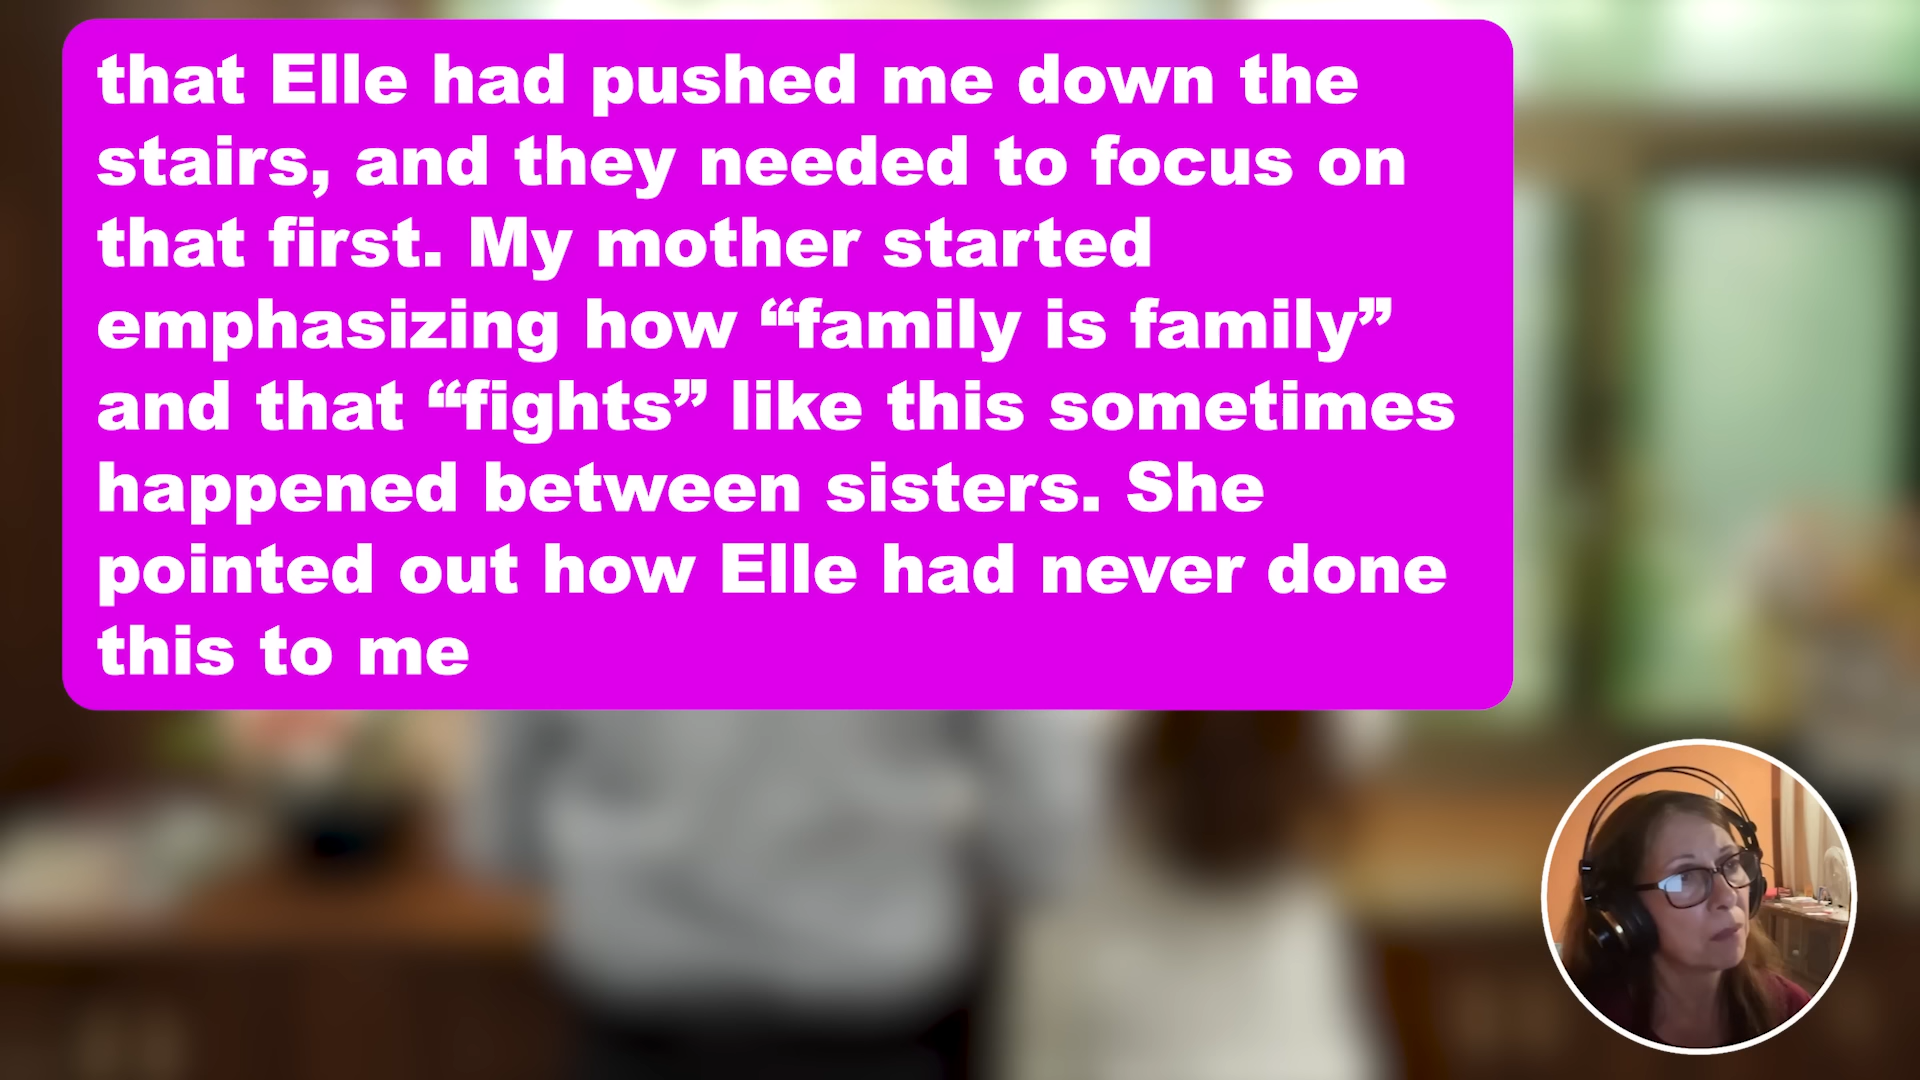 that Elle had pushed me down the
stairs, and they needed to focus on
that first. My mother started
emphasizing how “family is family”
and that “fights” like this sometimes
happened between sisters. She
pointed out how Elle had never done
this to me